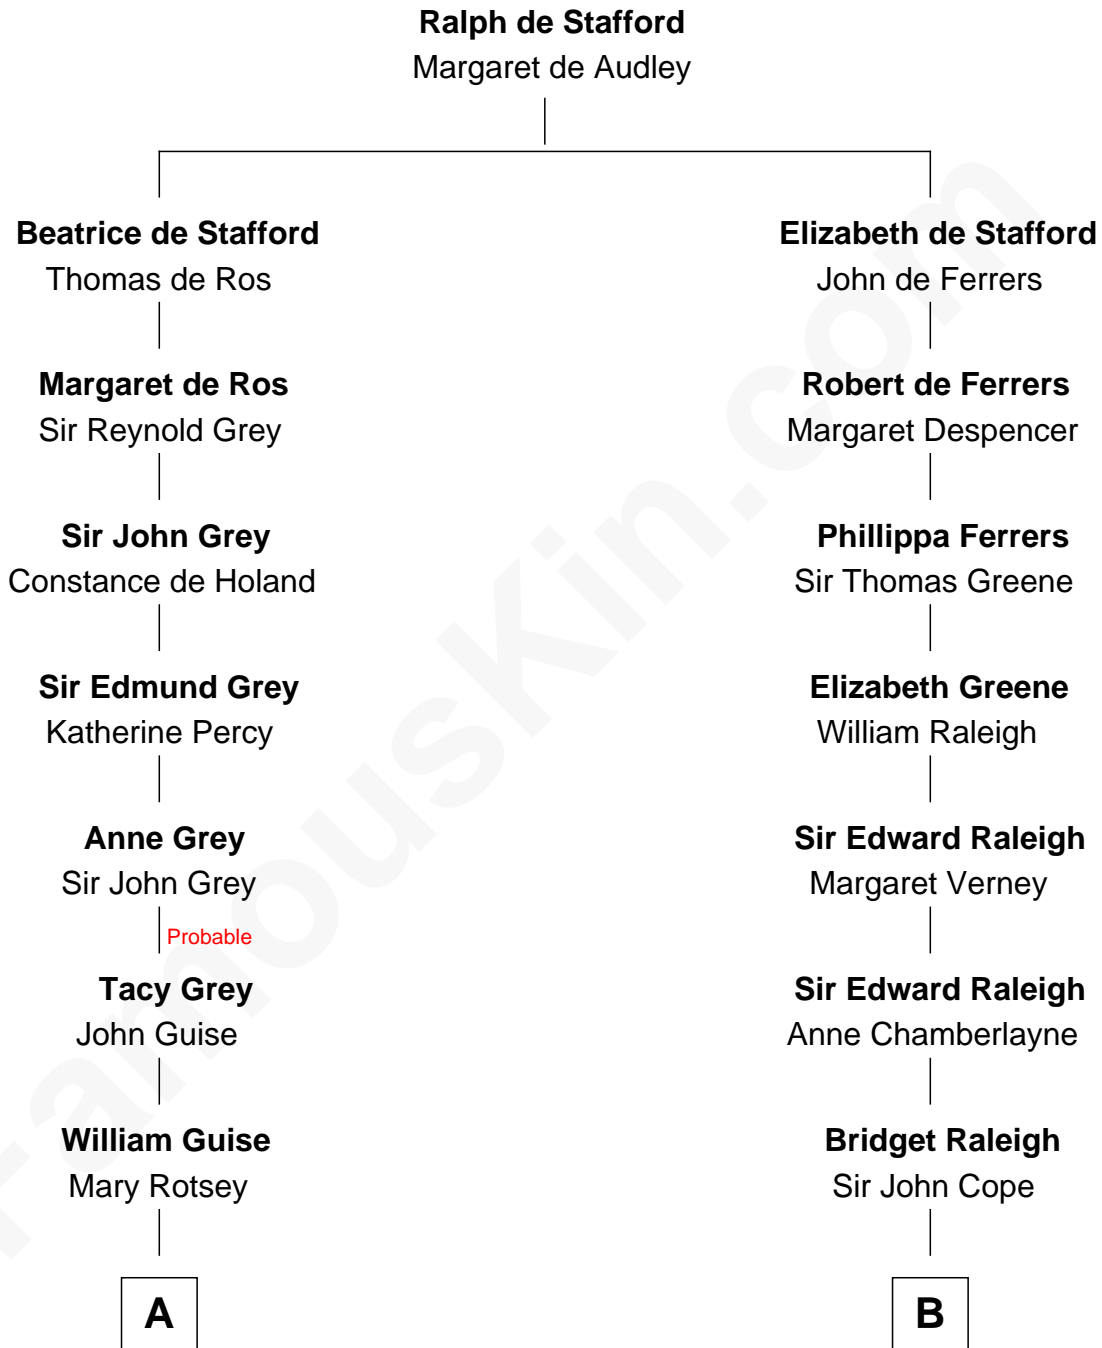 Ralph de Stafford
Margaret de Audley
Beatrice de Stafford
Thomas de Ros
Margaret de Ros
Sir Reynold Grey
Sir John Grey
Constance de Holand
Sir Edmund Grey
Katherine Percy
Anne Grey
Sir John Grey
Probable
Tacy Grey
John Guise
William Guise
Mary Rotsey
A
Elizabeth de Stafford
John de Ferrers
Robert de Ferrers
Margaret Despencer
Phillippa Ferrers
Sir Thomas Greene
Elizabeth Greene
William Raleigh
Sir Edward Raleigh
Margaret Verney
Sir Edward Raleigh
Anne Chamberlayne
Bridget Raleigh
Sir John Cope
B
FamousKin.com